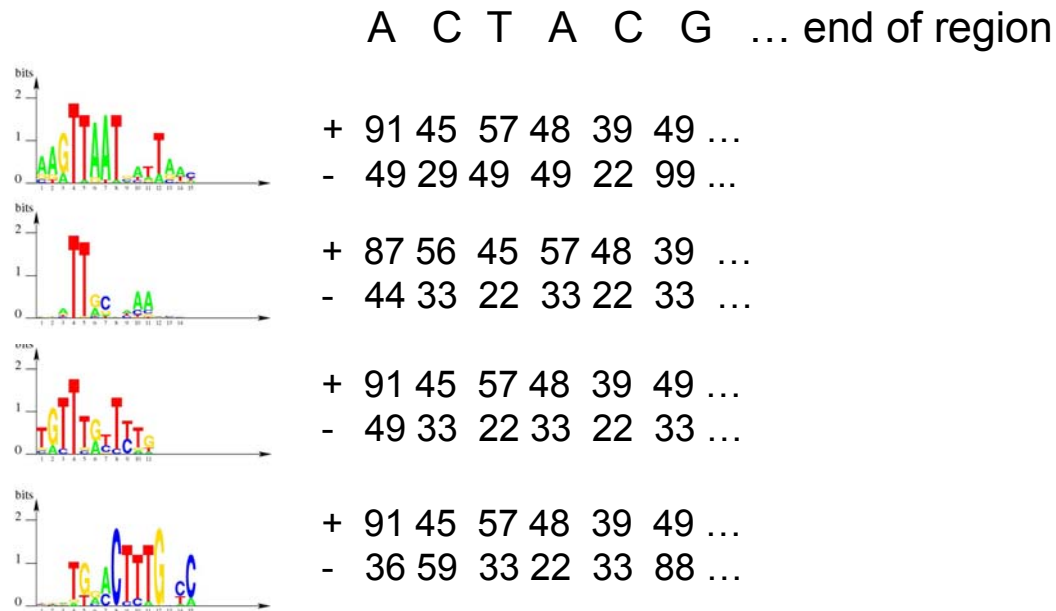 A C T A C G … end of region
bits
2
1
0
+ 91 45 57 48 39 49 …
- 49 29 49 49 22 99 ...
bits
2
1
0
+ 87 56 45 57 48 39 …
- 44 33 22 33 22 33 …
2
1
0
+ 91 45 57 48 39 49 …
- 49 33 22 33 22 33 …
bits
2
1
0
+ 91 45 57 48 39 49 …
- 36 59 33 22 33 88 …